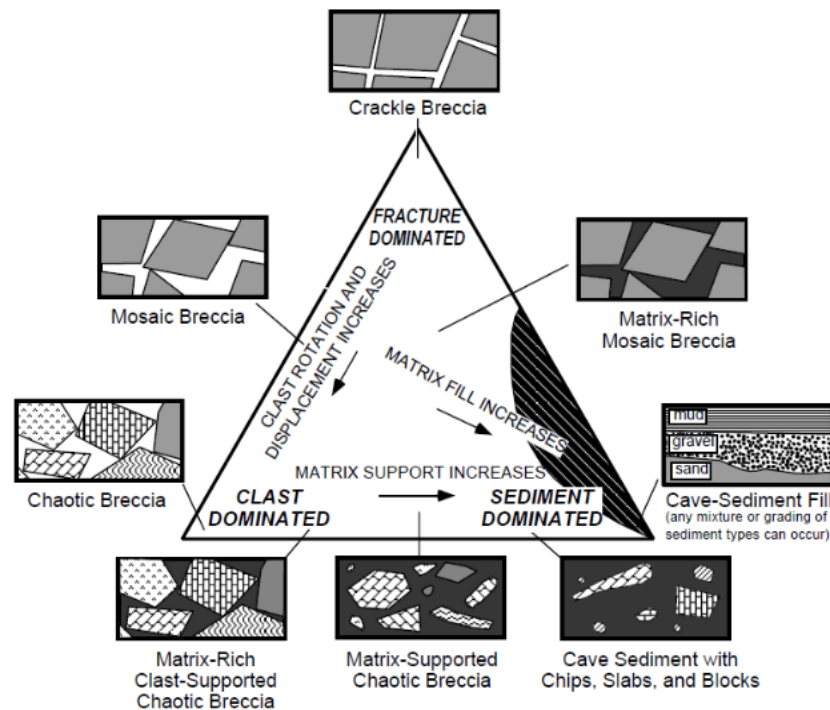 Crackle Breccia
FRACTURE
DOMINATED
Mosaic Breccia
Matrix-Rich
Mosaic Breccia
CLAST ROTATION AND
DISPLACEMENT INCREASES
MATRIX FILL INCREASES
mud
gravel
sand
MATRIX SUPPORT INCREASES
Chaotic Breccia
CLAST
DOMINATED
SEDIMENT
DOMINATED
Cave-Sediment Fill
(any mixture or grading of
sediment types can occur)
Matrix-Rich
Clast-Supported
Chaotic Breccia
Matrix-Supported
Chaotic Breccia
Cave Sediment with
Chips, Slabs, and Blocks